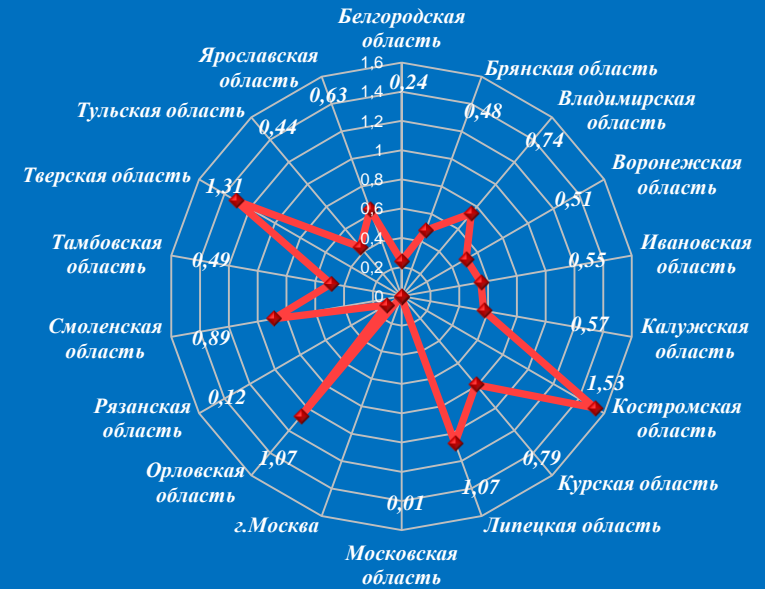 Белгородская
область
0,24
Брянская область
0,48
Владимирская
область
0,74
Воронежская
область
0,51
Ивановская
область
0,55
Калужская
область
0,57
Костромская
область
1,53
Курская область
0,79
Липецкая область
1,07
Московская
область
0,01
г.Москва
Орловская
область
1,07
Рязанская
область
0,12
Смоленская
область
0,89
Тамбовская
область
0,49
Тверская область
1,31
Тульская область
0,44
Ярославская
область
0,63
1,6
1,4
1,2
1
0,8
0,6
0,4
0,2
0